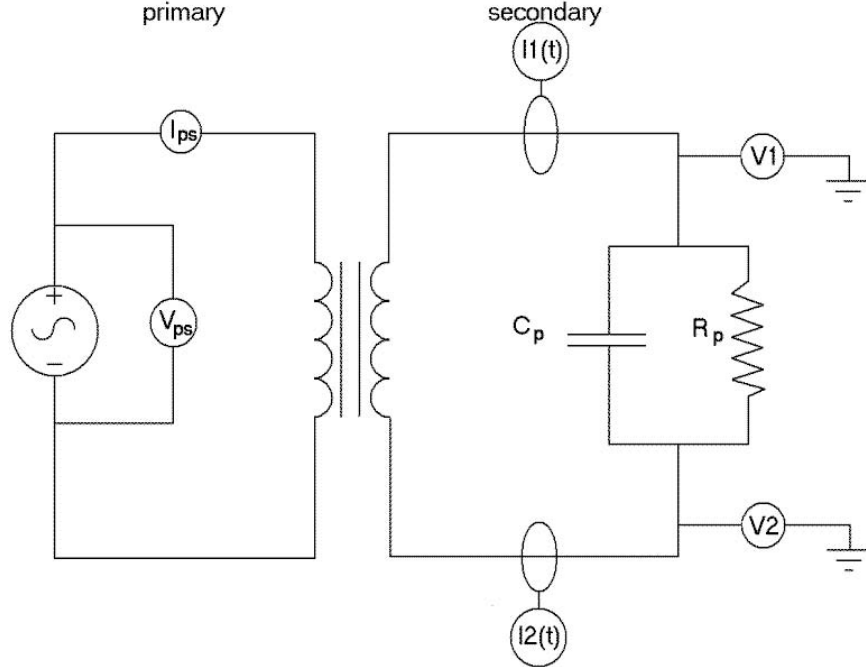 primary
secondary
I1(t)
Ips
V1
+
Vps
−
Cp
Rp
V2
I2(t)